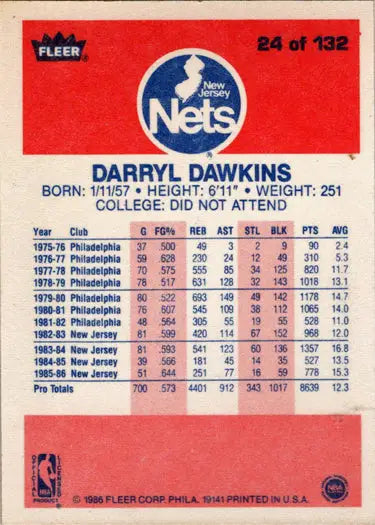 FLEER
24 of 132
New
Jersey
Nets
DARRYL DAWKINS
BORN: 1/11/57 • HEIGHT: 6'11" • WEIGHT: 251
COLLEGE: DID NOT ATTEND
Year Club G FG% REB AST STL BLK PTS AVG
1975-76 Philadelphia 37 .500 49 3 2 9 90 2.4
1976-77 Philadelphia 59 .628 230 24 12 49 310 5.3
1977-78 Philadelphia 70 .575 555 85 34 125 820 11.7
1978-79 Philadelphia 78 .517 631 128 32 143 1018 13.1
1979-80 Philadelphia 80 .522 693 149 49 142 1178 14.7
1980-81 Philadelphia 76 .607 545 109 38 112 1065 14.0
1981-82 Philadelphia 48 .564 305 55 19 55 528 11.0
1982-83 New Jersey 81 .599 420 114 67 152 968 12.0
1983-84 New Jersey 81 .593 541 123 60 136 1357 16.8
1984-85 New Jersey 39 .566 181 45 14 35 527 13.5
1985-86 New Jersey 51 .644 251 77 16 59 778 15.3
Pro Totals 700 .573 4401 912 343 1017 8639 12.3
OFFICIAL LICENSED
NBA
PRODUCT
© 1986 FLEER CORP. PHILA. 19141 PRINTED IN U.S.A.